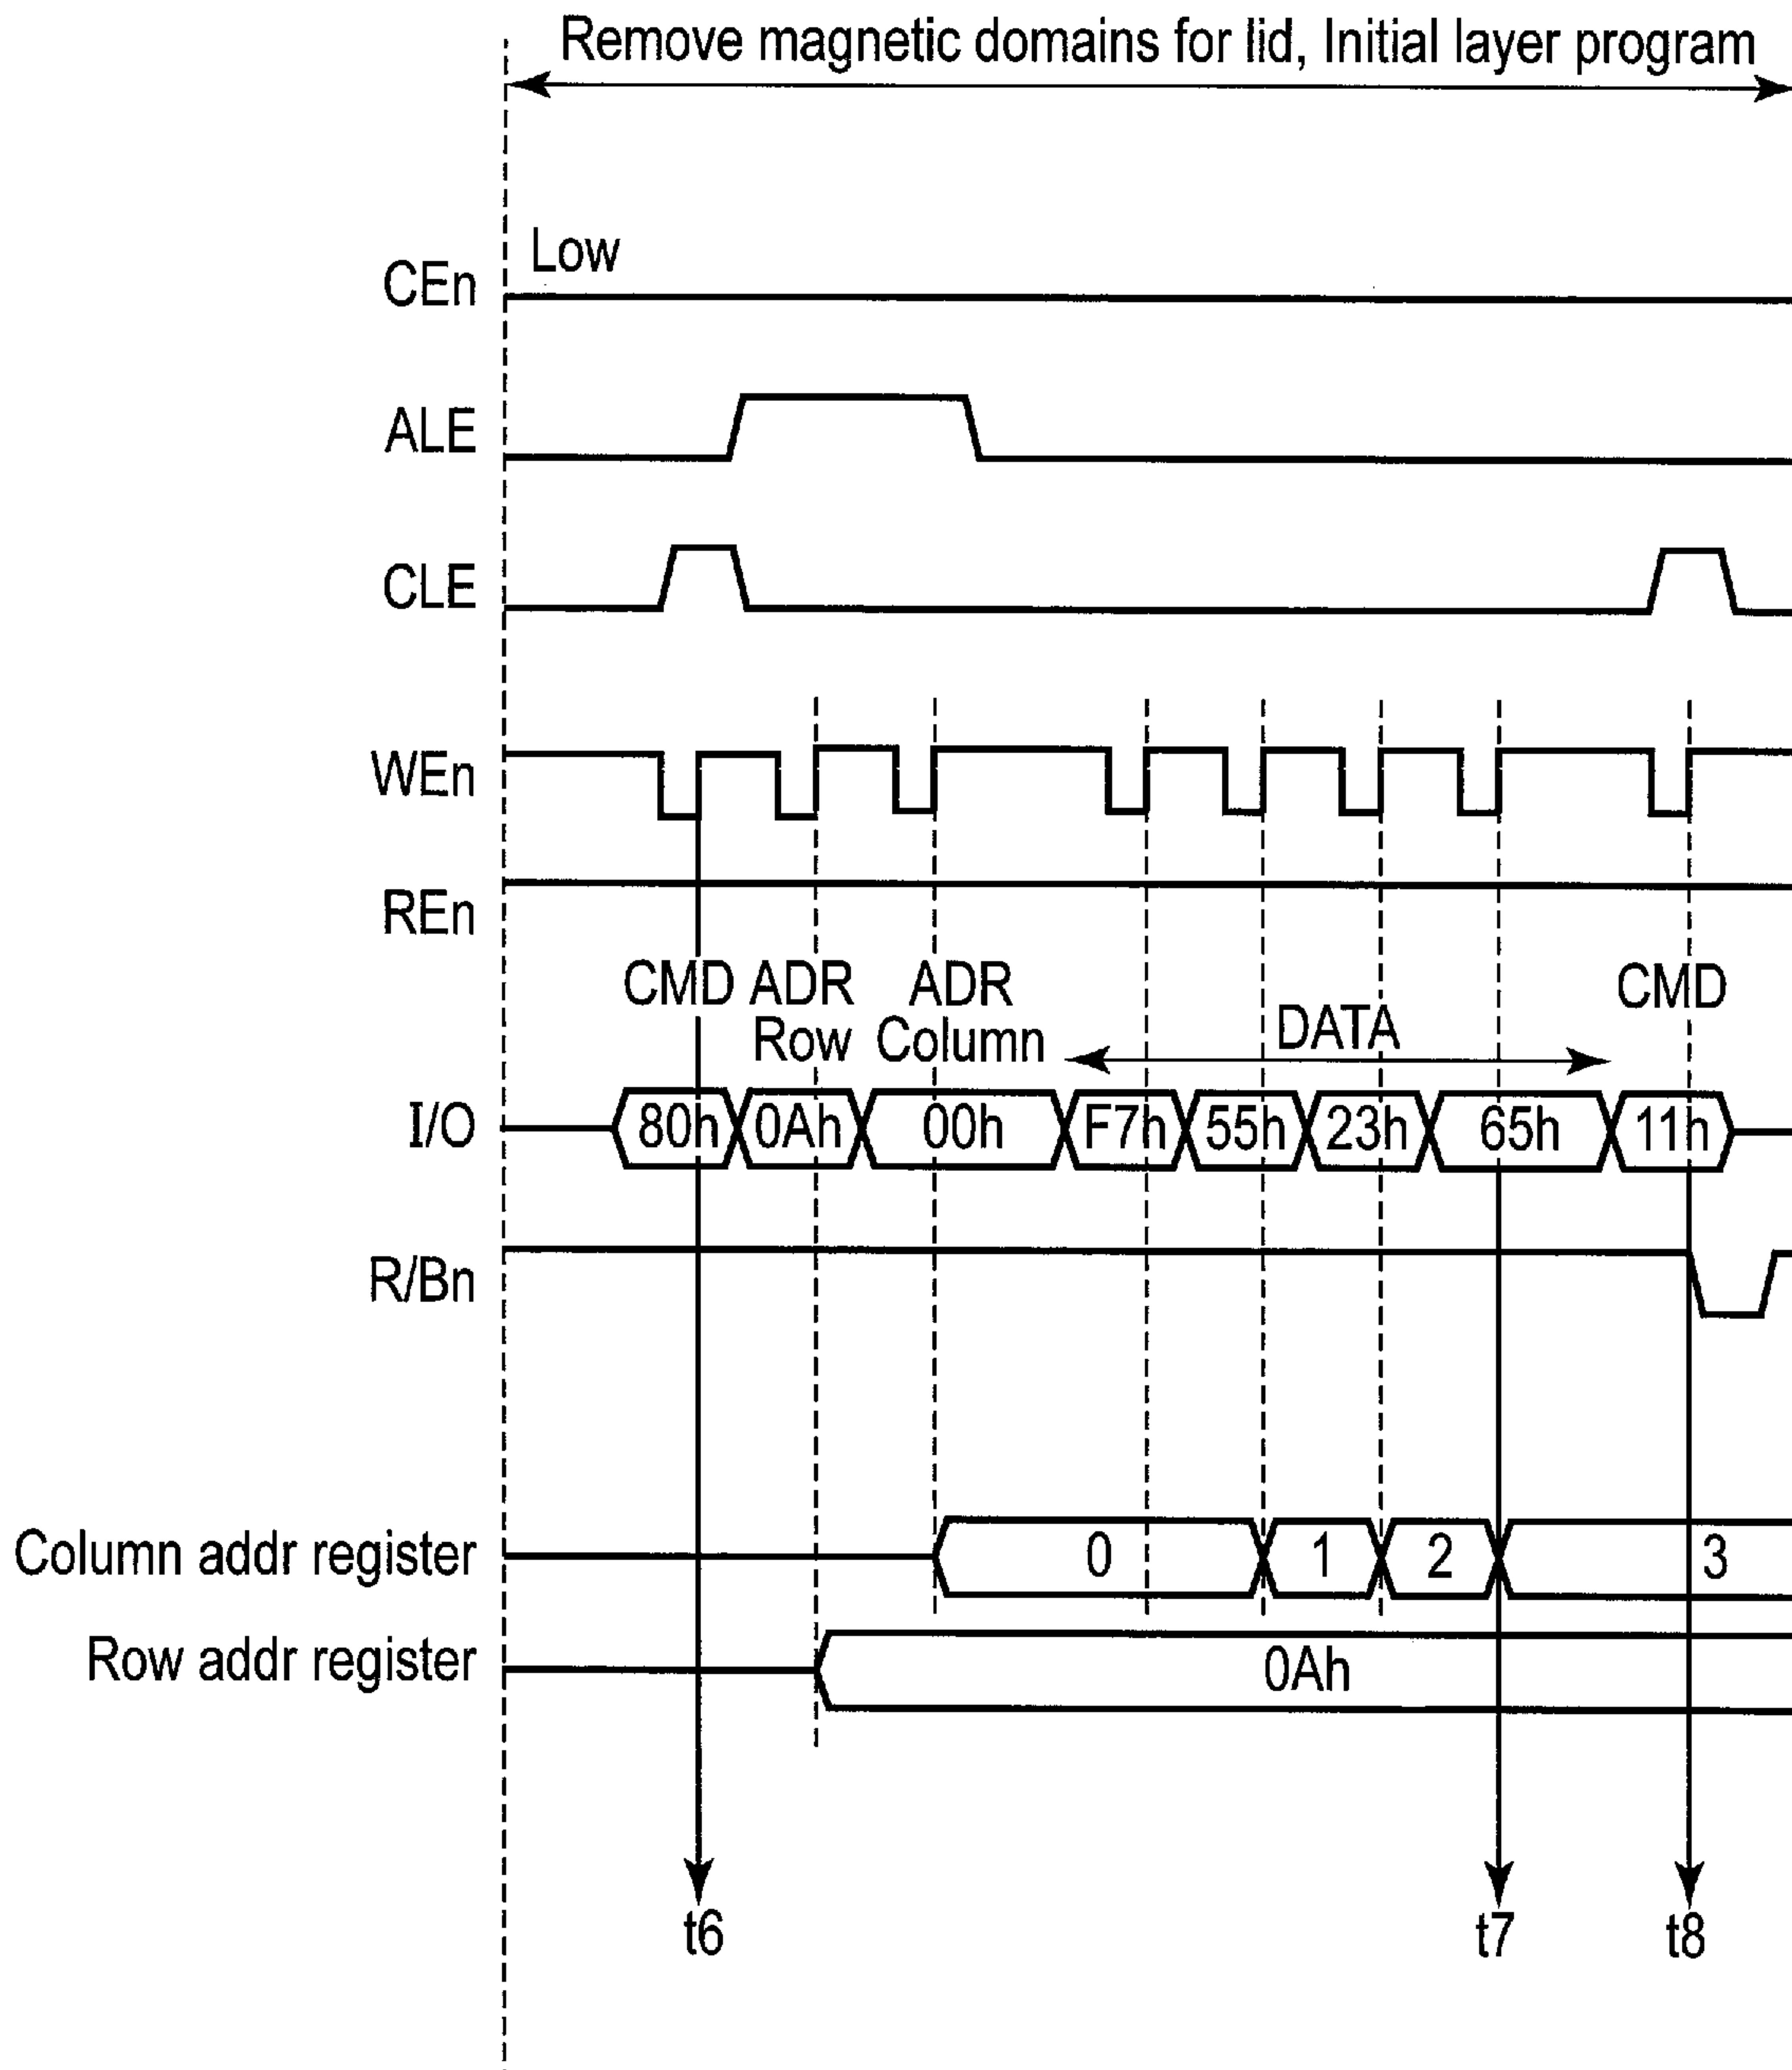 Remove magnetic domains for lid, Initial layer program
Low
CEn
ALE
CLE
WEn
REn
CMD ADR ADR CMD
Row Column DATA
I/O 80h 0Ah 00h F7h 55h 23h 65h 11h
R/Bn
Column addr register 0 1 2 3
Row addr register 0Ah
t6 t7 t8